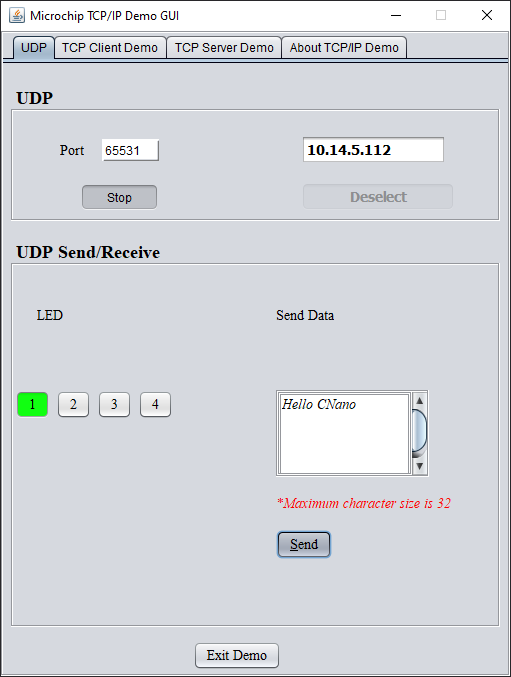 Microchip TCP/IP Demo GUI
UDP TCP Client Demo TCP Server Demo About TCP/IP Demo
UDP
Port 65531 10.14.5.112
Stop Deselect
UDP Send/Receive
LED Send Data
1 2 3 4
Hello CNano
*Maximum character size is 32
Send
Exit Demo